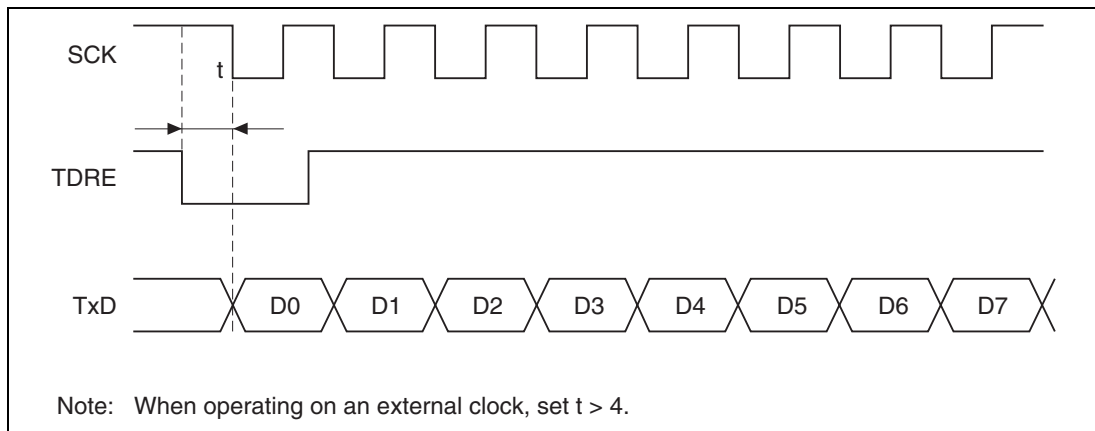 SCK
t
TDRE
TxD D0 D1 D2 D3 D4 D5 D6 D7
Note: When operating on an external clock, set t > 4.